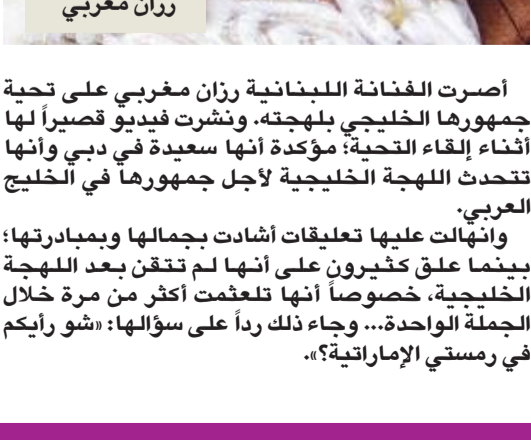 رزان مغربي
أصرت الفنانة اللبنانية رزان مغربي على تحية
جمهورها الخليجي بلهجته. ونشرت فيديو قصيراً لها
أثناء إلقاء التحية؛ مؤكدة أنها سعيدة في دبي وأنها
تتحدث اللهجة الخليجية لأجل جمهورها في الخليج
العربي.
وانهالت عليها تعليقات أشادت بجمالها وبمبادرتها؛
بينما علق كثيرون على أنها لم تتقن بعد اللهجة
الخليجية، خصوصاً أنها تلعثمت أكثر من مرة خلال
الجملة الواحدة... وجاء ذلك رداً على سؤالها: «شو رأيكم
في رمستي الإماراتية؟».